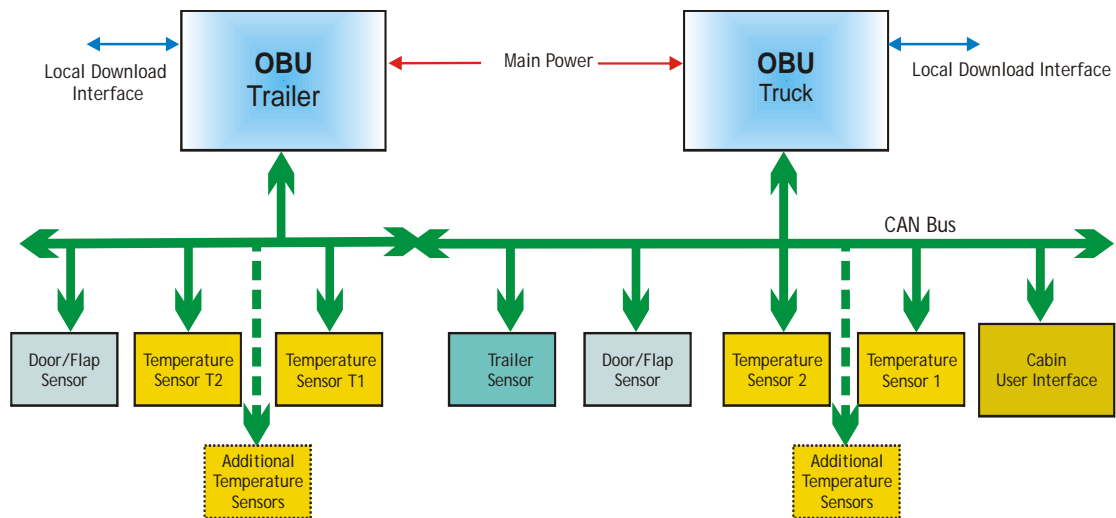 OBU
Trailer
Local Download
Interface
Main Power
OBU
Truck
Local Download Interface
CAN Bus
Door/Flap
Sensor
Temperature
Sensor T2
Temperature
Sensor T1
Trailer
Sensor
Door/Flap
Sensor
Temperature
Sensor 2
Temperature
Sensor 1
Cabin
User Interface
Additional
Temperature
Sensors
Additional
Temperature
Sensors